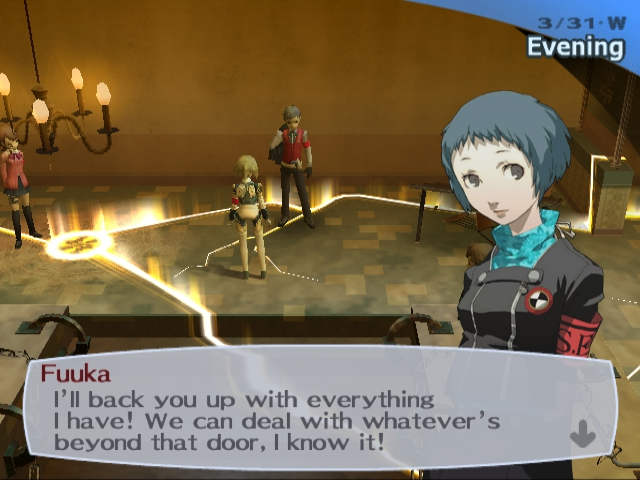 3/31·W
Evening
S.E
Fuuka
I'll back you up with everything
I have! We can deal with whatever's
beyond that door, I know it!